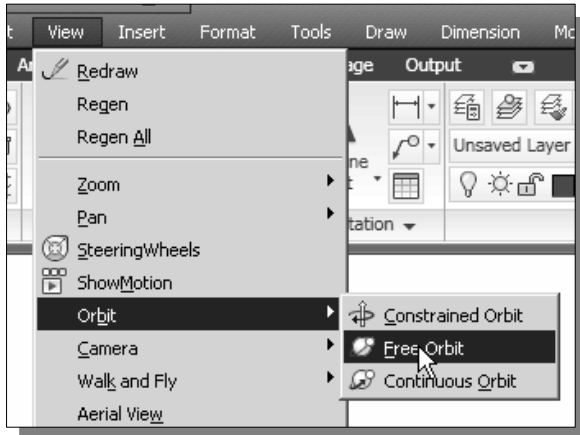 View Insert Format Tools Draw Dimension
Output
Redraw
Regen
Regen All
Unsaved Layer
Zoom
Pan
SteeringWheels
ShowMotion
Orbit
Constrained Orbit
Camera
Free Orbit
Walk and Fly
Continuous Orbit
Aerial View